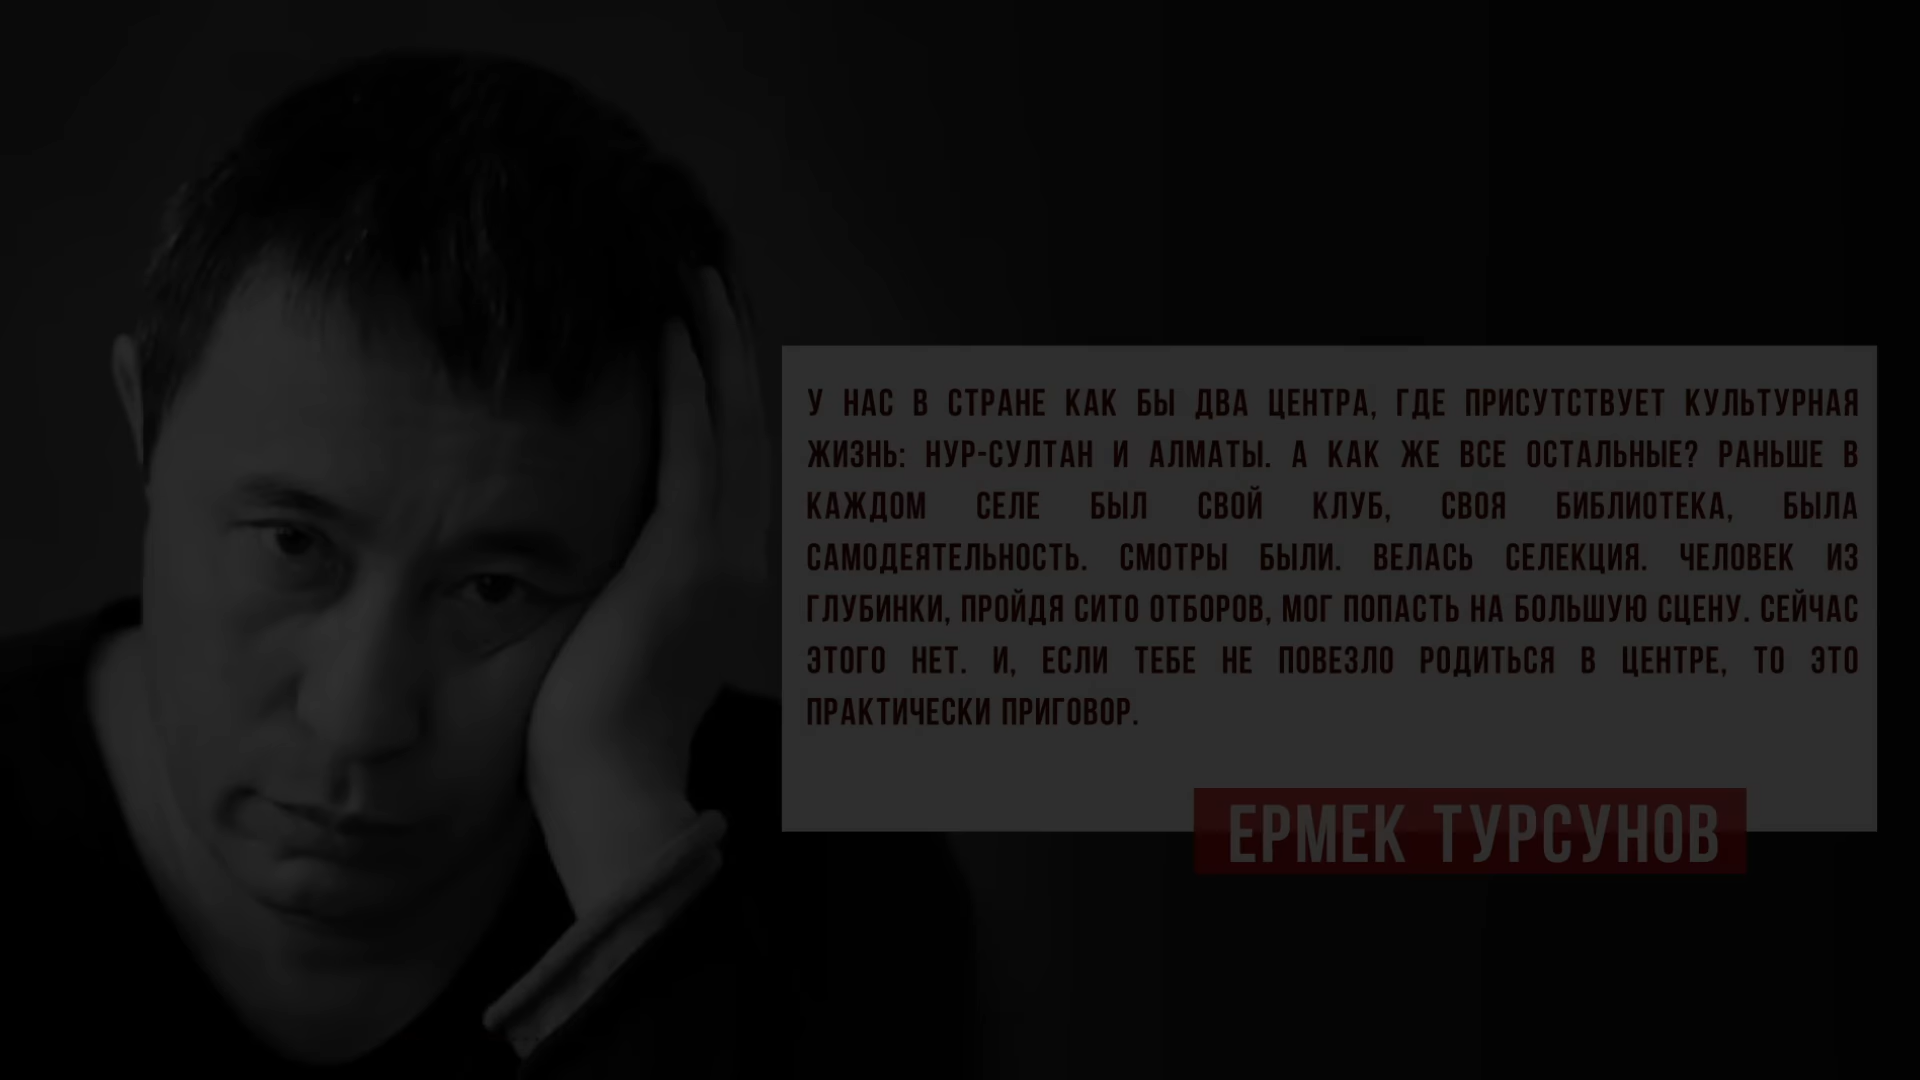 У НАС В СТРАНЕ КАК БЫ ДВА ЦЕНТРА, ГДЕ ПРИСУТСТВУЕТ КУЛЬТУРНАЯ
ЖИЗНЬ: НУР-СУЛТАН И АЛМАТЫ. А КАК ЖЕ ВСЕ ОСТАЛЬНЫЕ? РАНЬШЕ В
КАЖДОМ СЕЛЕ БЫЛ СВОЙ КЛУБ, СВОЯ БИБЛИОТЕКА, БЫЛА
САМОДЕЯТЕЛЬНОСТЬ. СМОТРЫ БЫЛИ. ВЕЛАСЬ СЕЛЕКЦИЯ. ЧЕЛОВЕК ИЗ
ГЛУБИНКИ, ПРОЙДЯ СИТО ОТБОРОВ, МОГ ПОПАСТЬ НА БОЛЬШУЮ СЦЕНУ. СЕЙЧАС
ЭТОГО НЕТ. И, ЕСЛИ ТЕБЕ НЕ ПОВЕЗЛО РОДИТЬСЯ В ЦЕНТРЕ, ТО ЭТО
ПРАКТИЧЕСКИ ПРИГОВОР.
ЕРМЕК ТУРСУНОВ